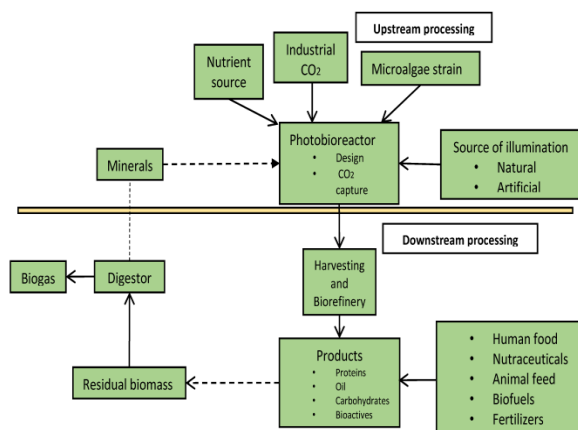 Upstream processing
Industrial
CO₂
Nutrient
source
Microalgae strain
Photobioreactor
• Design
• CO₂
capture
Source of illumination
• Natural
• Artificial
Minerals
Downstream processing
Harvesting
and
Biorefinery
Biogas
Digestor
Products
• Proteins
• Oil
• Carbohydrates
• Bioactives
Residual biomass
• Human food
• Nutraceuticals
• Animal feed
• Biofuels
• Fertilizers